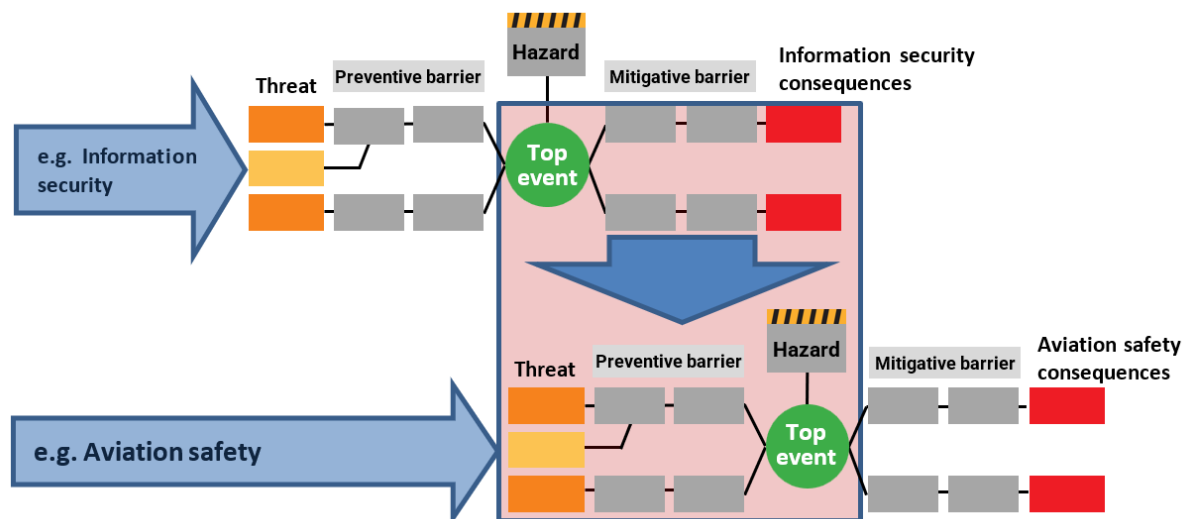 Hazard
Information security
consequences
Preventive barrier
Mitigative barrier
Threat
e.g. Information
security
Top
event
Hazard
Aviation safety
consequences
Preventive barrier
Mitigative barrier
Threat
e.g. Aviation safety
Top
event